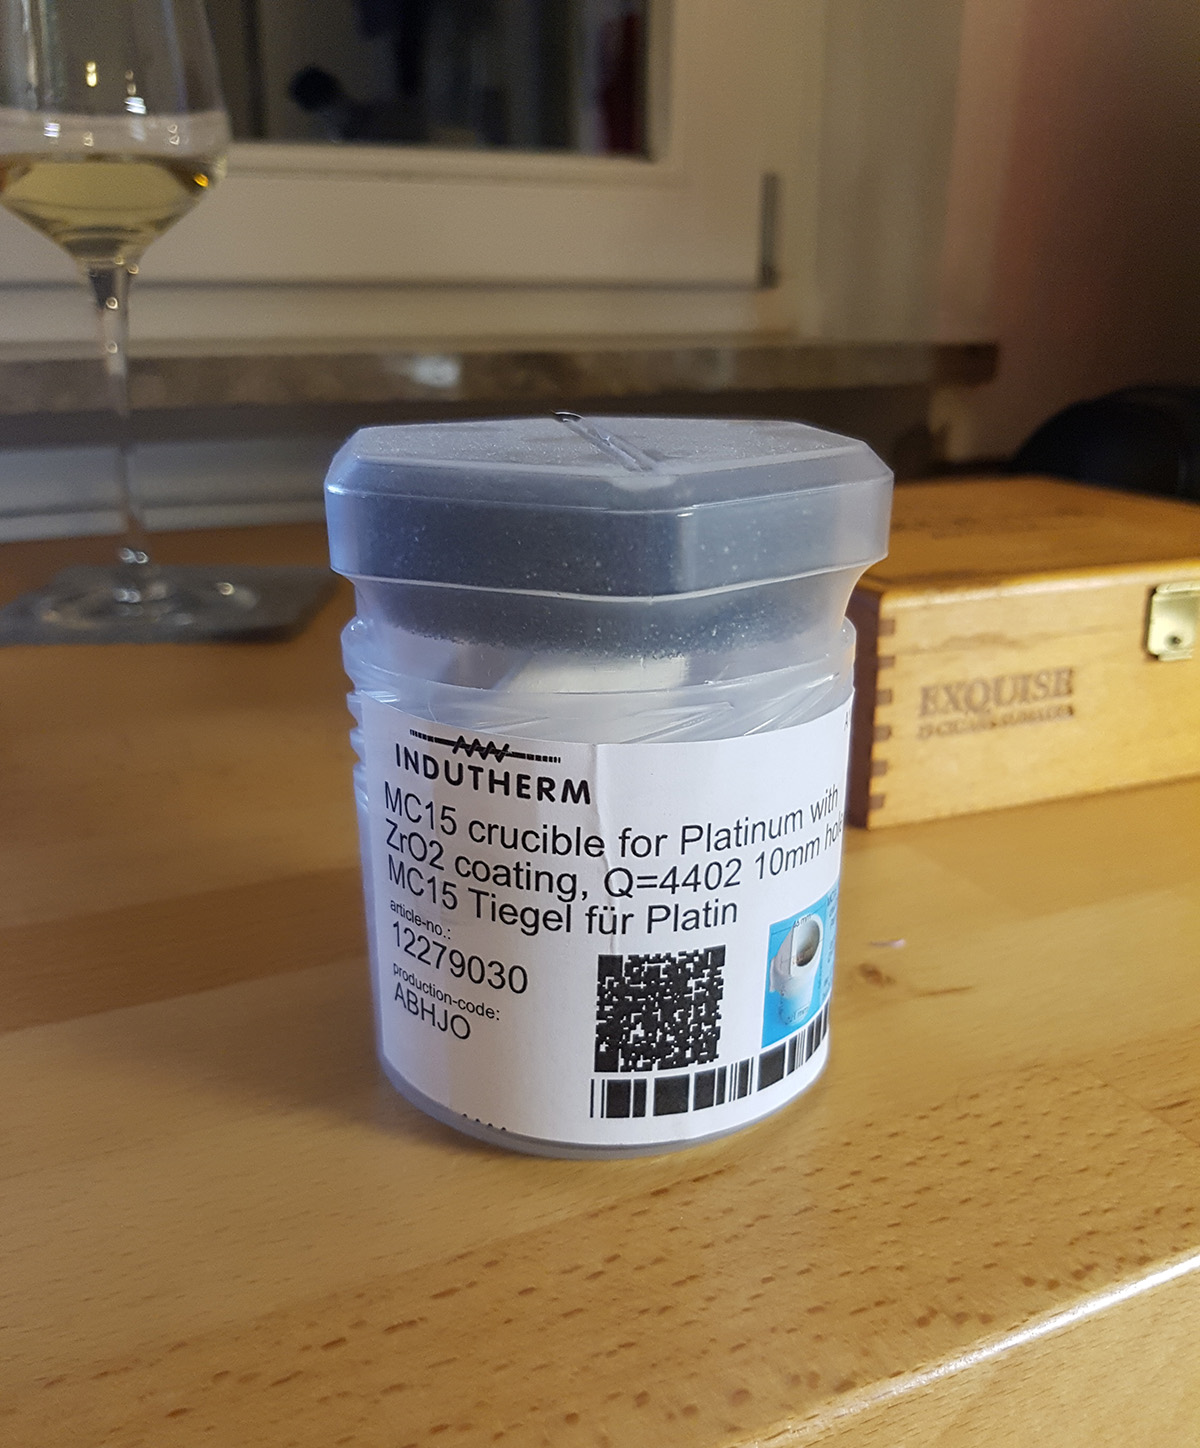 INDUTHERM
MC15 crucible for Platinum with
ZrO2 coating, Q=4402 10mm hole
MC15 Tiegel für Platin
article-no.:
12279030
production-code:
ABHJO
EXQUISE